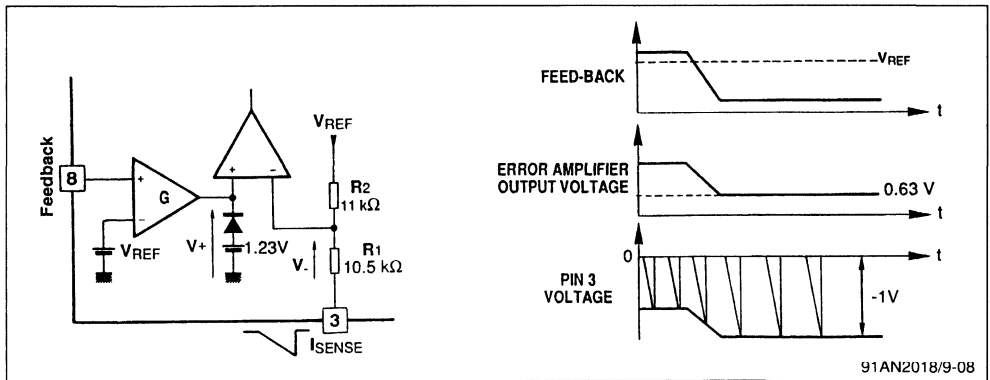 Feedback
8
+
G
−
VREF
V+
1.23V
+
-
VREF
R2
11 kΩ
V-
R1
10.5 kΩ
3
ISENSE
FEED-BACK
VREF
t
ERROR AMPLIFIER
OUTPUT VOLTAGE
0.63 V
t
0
t
PIN 3
VOLTAGE
-1V
91AN2018/9-08